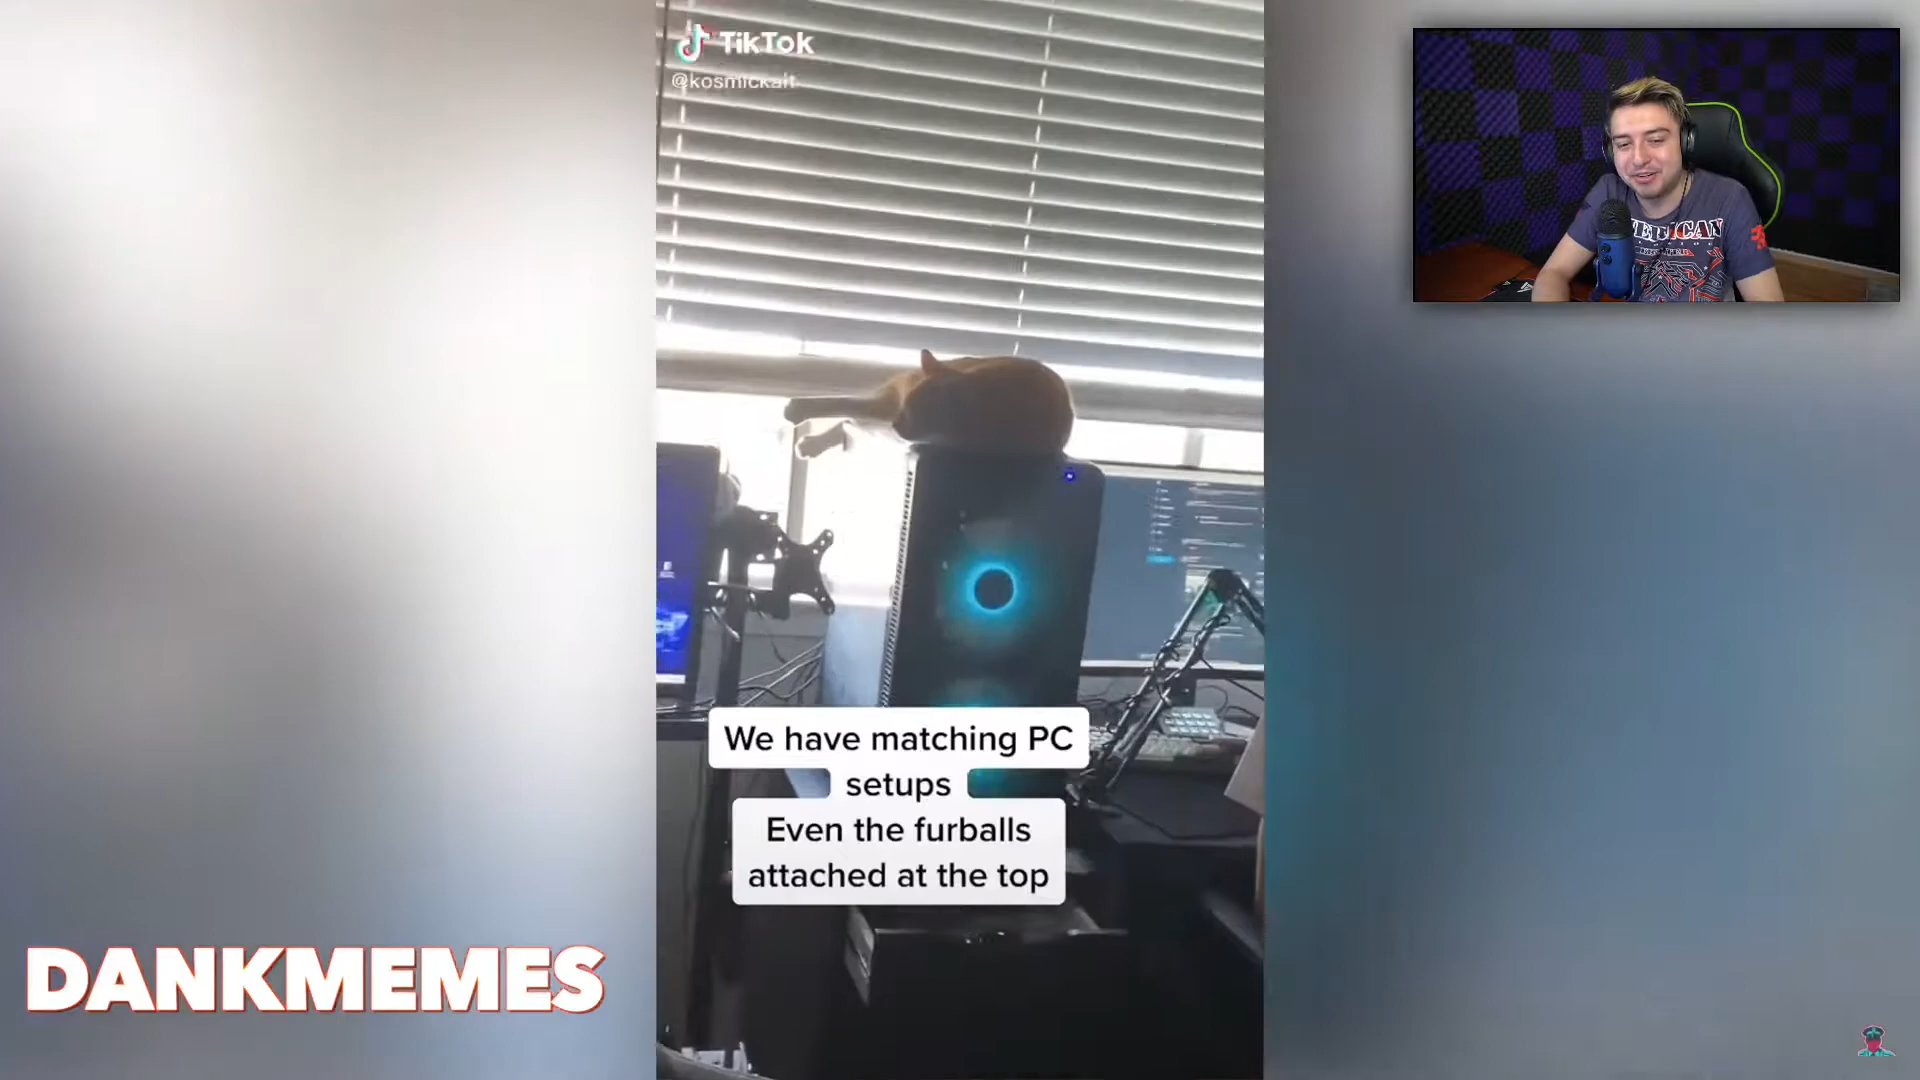 TikTok
@kosmickait
We have matching PC
setups
Even the furballs
attached at the top
DANKMEMES